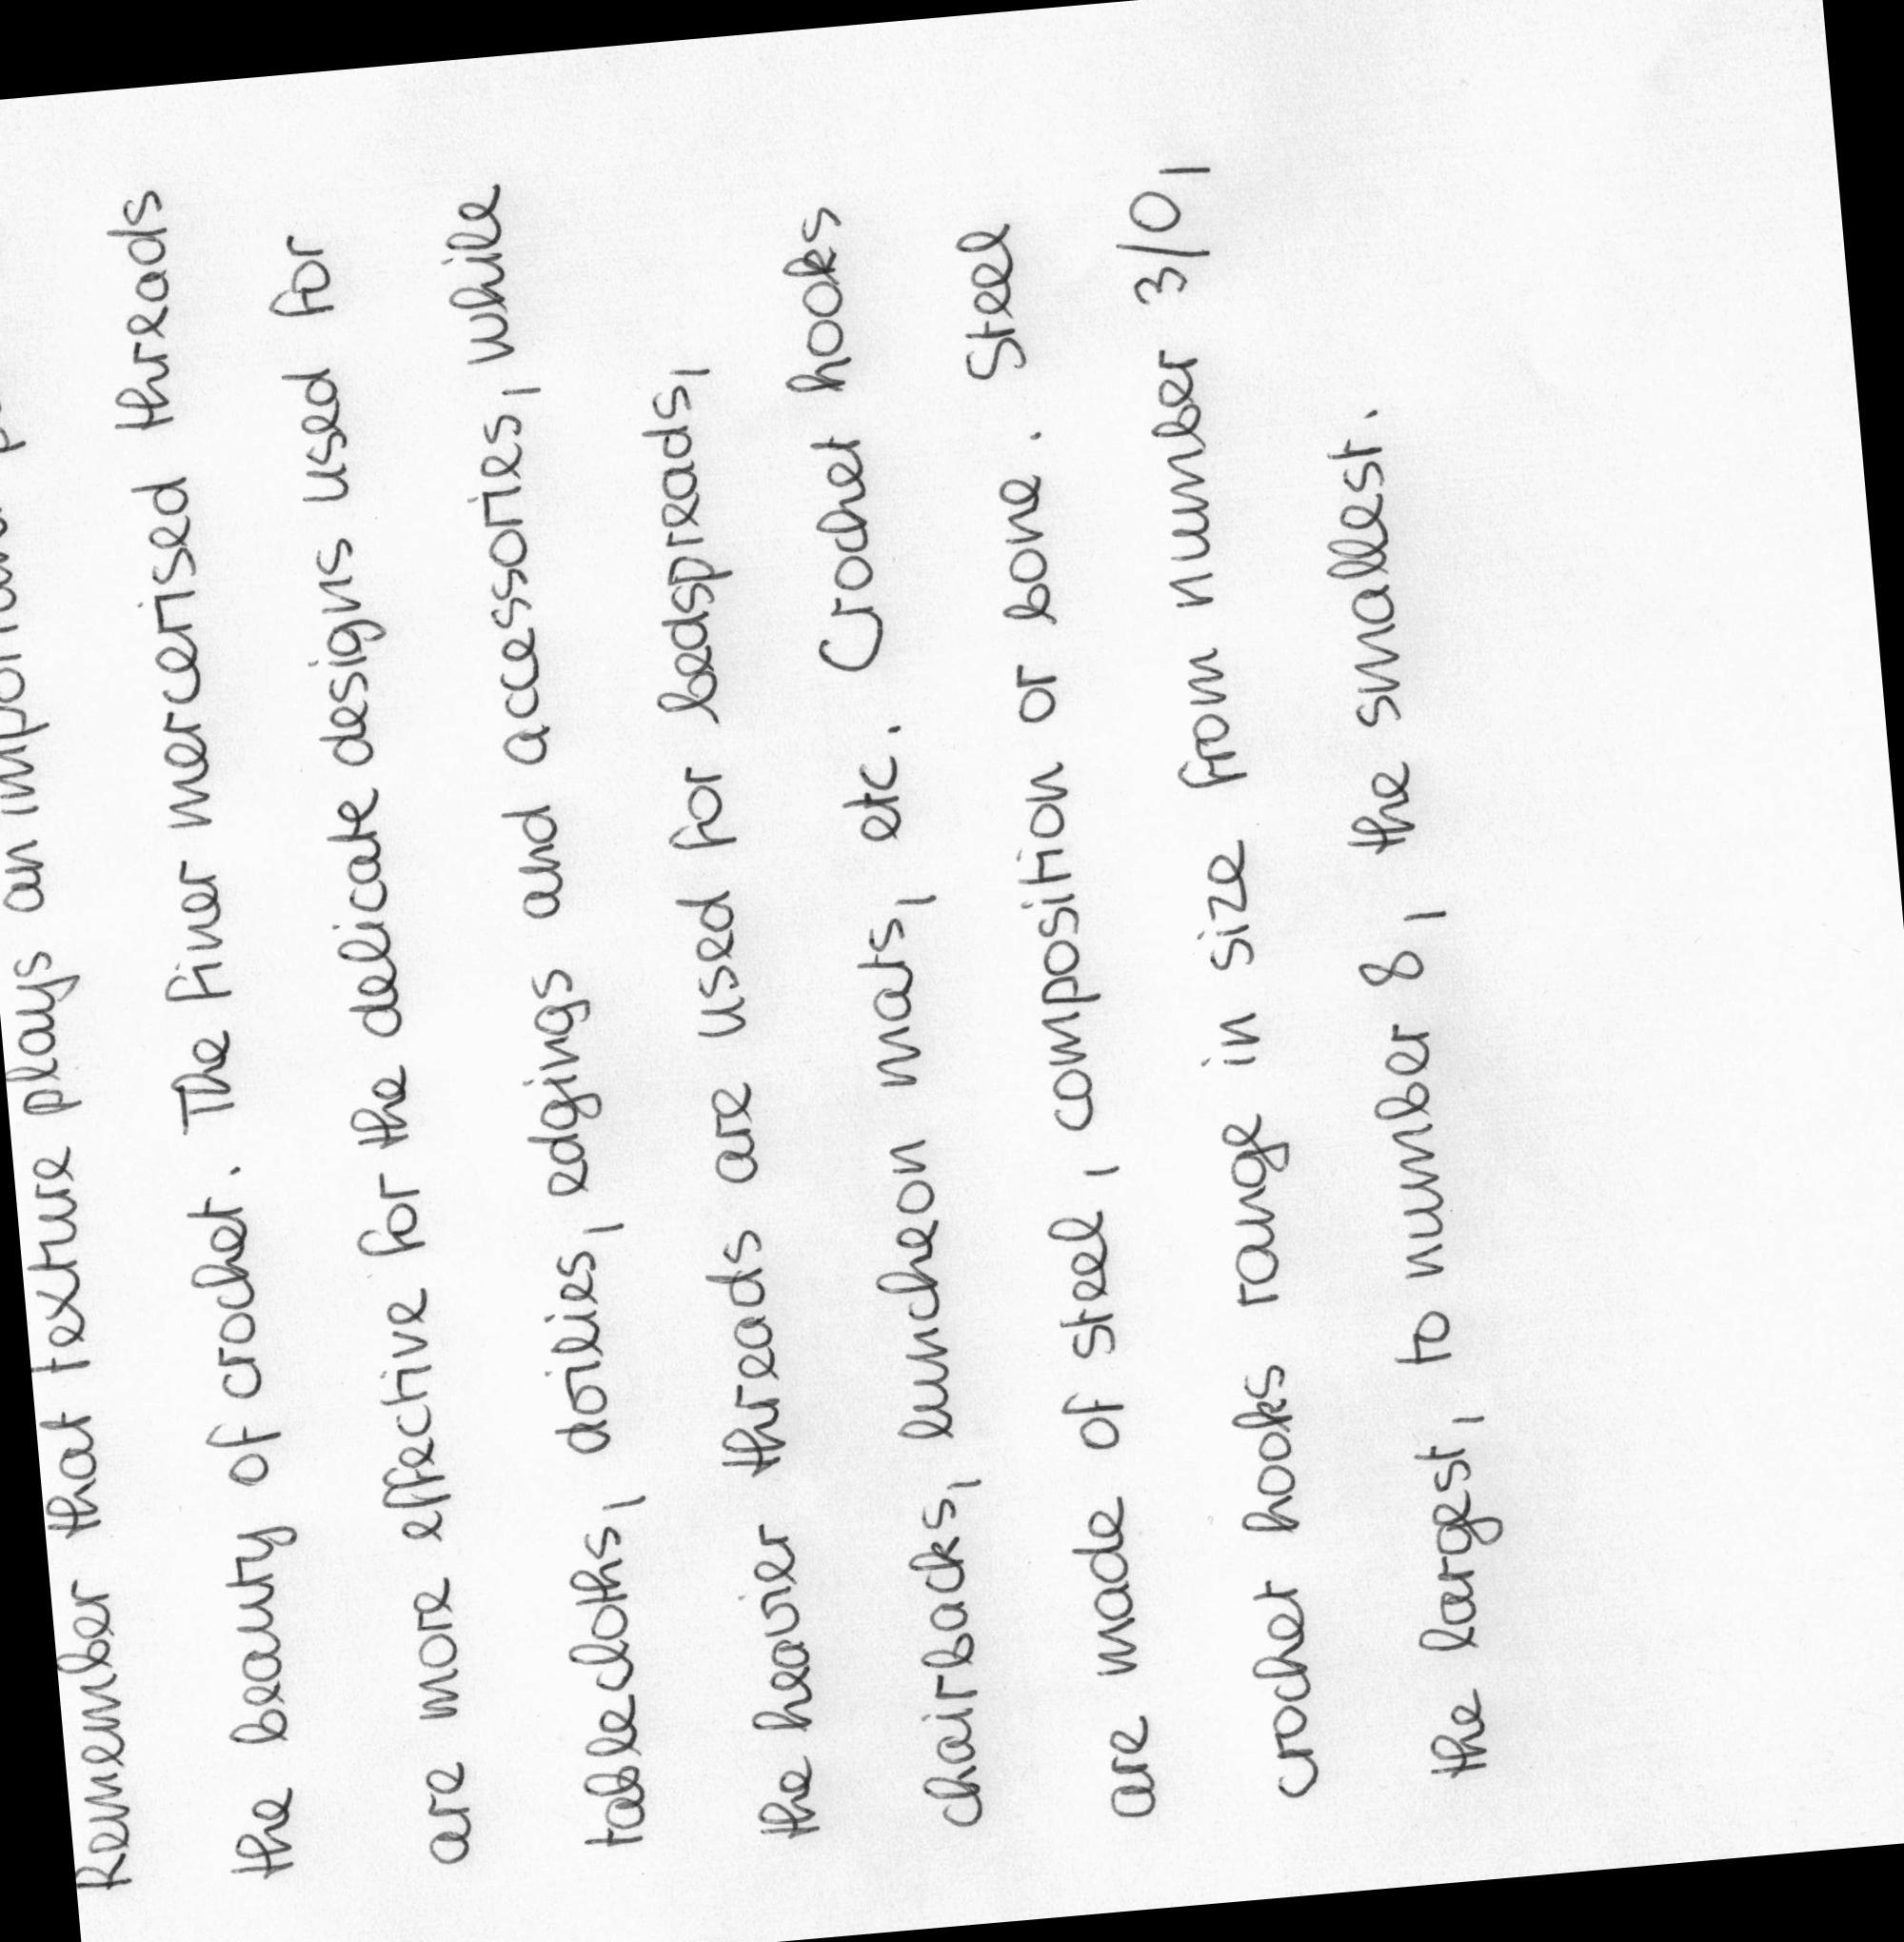 Remember that texture plays an important
the beauty of crochet. The finer mercerised threads
are more effective for the delicate designs used for
tablecloths, doilies, edgings and accessories, while
the heavier threads are used for bedspreads,
chairbacks, luncheon mats, etc. Crochet hooks
are made of steel, composition or bone. Steel
crochet hooks range in size from number 3/0,
the largest, to number 8, the smallest.